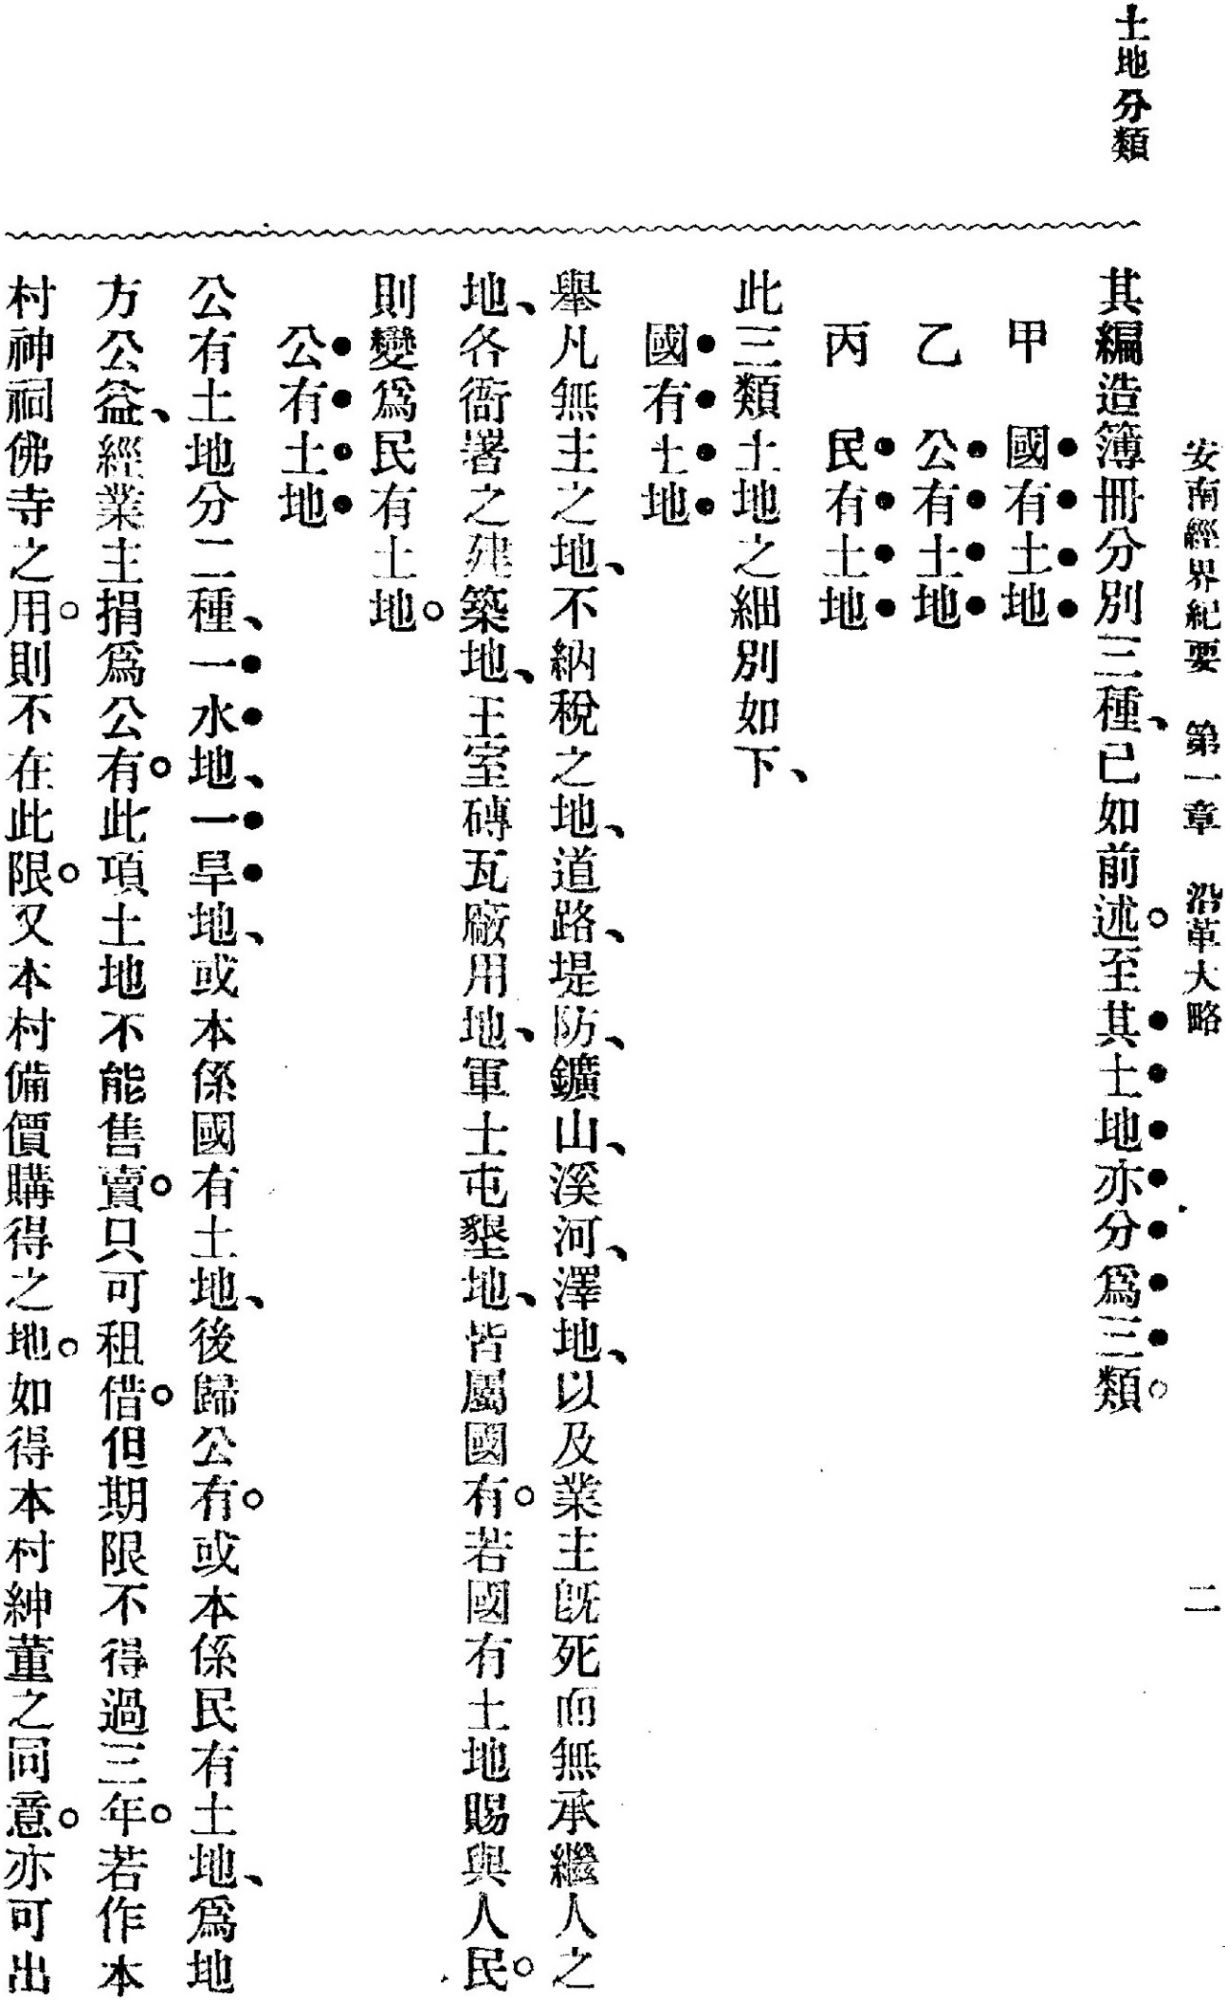 安南經界紀要　第一章　沿革大略　二
土地分類
其編造簿冊分別三種、已如前述。至其土地亦分爲三類。
甲　國有土地
乙　公有土地
丙　民有土地
此三類土地之細別如下、
國有土地
舉凡無主之地、不納稅之地、道路、堤防、鑛山、溪河、澤地、以及業主旣死而無承繼人之
地、各衙署之建築地、王室磚瓦廠用地、軍士屯墾地、皆屬國有。若國有土地賜與人民。
則變爲民有土地。
公有土地
公有土地分二種、一水地、一旱地、或本係國有土地、後歸公有。或本係民有土地、爲地
方公益、經業主捐爲公有。此項土地不能售賣。只可租借。但期限不得過三年。若作本
村神祠佛寺之用。則不在此限。又本村備價購得之地。如得本村紳董之同意。亦可出